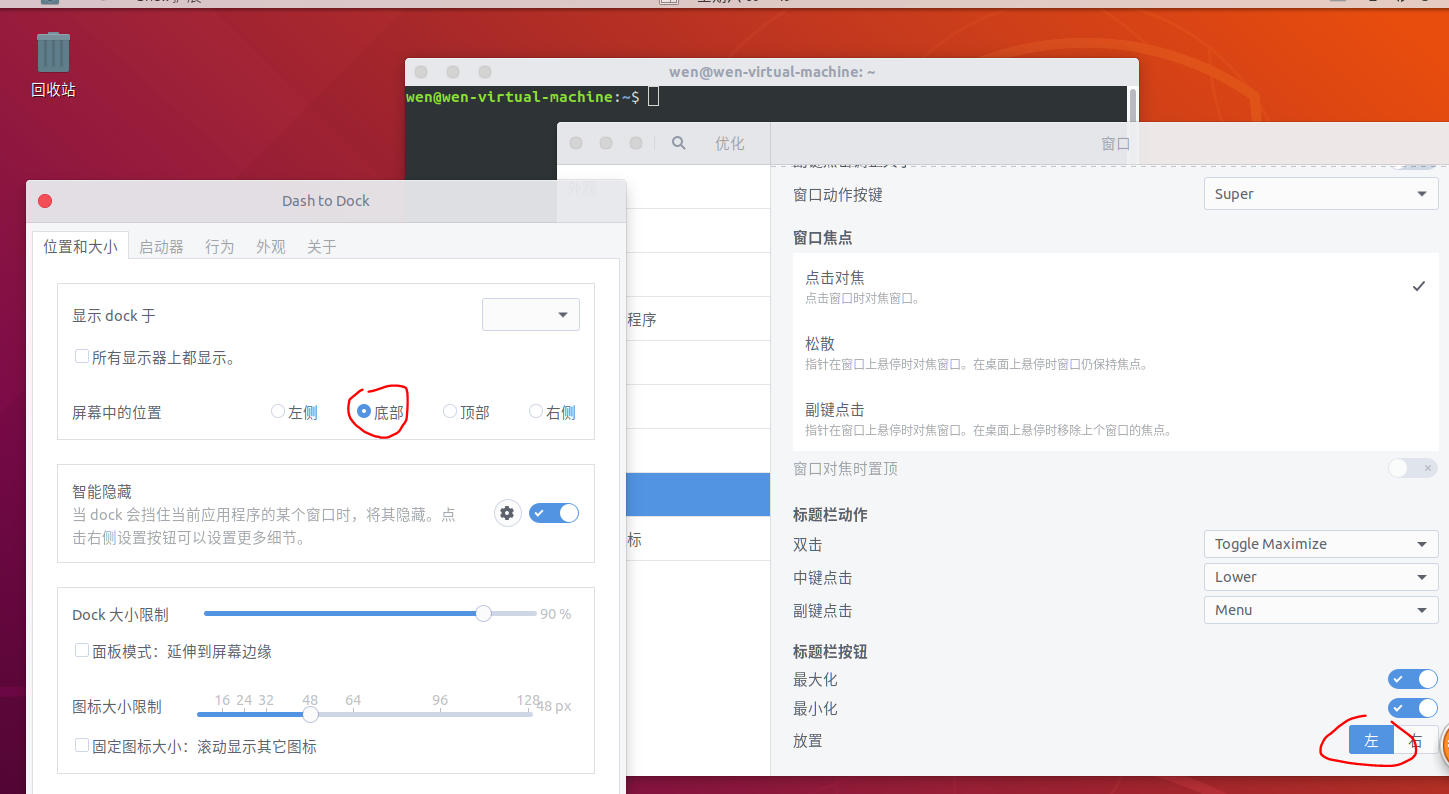 回收站
wen@wen-virtual-machine: ~
wen@wen-virtual-machine:~$
优化
窗口
程序
标
窗口动作按键
Super
窗口焦点
点击对焦
点击窗口时对焦窗口。
松散
指针在窗口上悬停时对焦窗口。在桌面上悬停时窗口仍保持焦点。
副键点击
指针在窗口上悬停时对焦窗口。在桌面上悬停时移除上个窗口的焦点。
窗口对焦时置顶
标题栏动作
双击
Toggle Maximize
中键点击
Lower
副键点击
Menu
标题栏按钮
最大化
最小化
放置
左
右
Dash to Dock
位置和大小 启动器 行为 外观 关于
显示 dock 于
所有显示器上都显示。
屏幕中的位置
左侧 底部 顶部 右侧
智能隐藏
当 dock 会挡住当前应用程序的某个窗口时，将其隐藏。点
击右侧设置按钮可以设置更多细节。
Dock 大小限制
90 %
面板模式：延伸到屏幕边缘
16 24 32 48 64 96 128
图标大小限制
48 px
固定图标大小：滚动显示其它图标